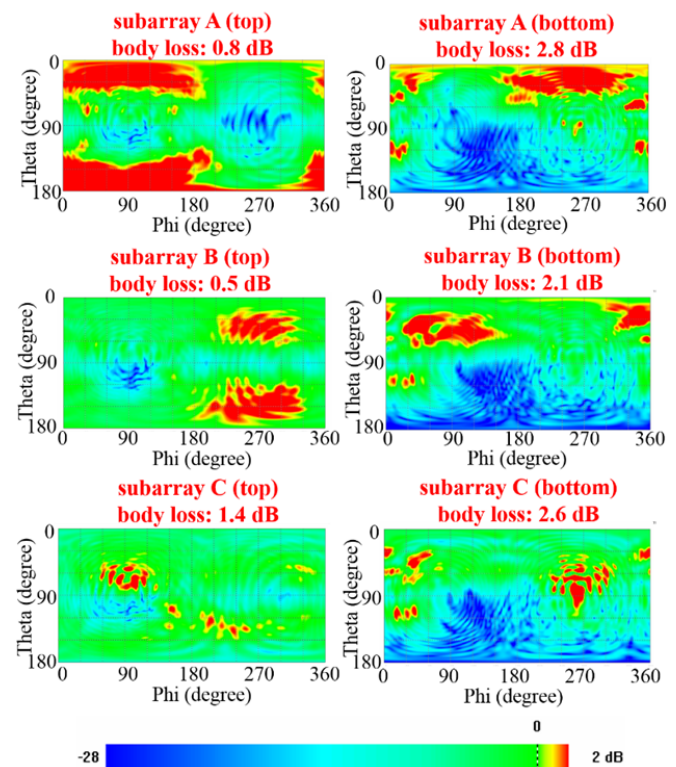 subarray A (top)
body loss: 0.8 dB
0
90
180
Theta (degree)
0 90 180 270 360
Phi (degree)
subarray A (bottom)
body loss: 2.8 dB
0
90
180
Theta (degree)
0 90 180 270 360
Phi (degree)
subarray B (top)
body loss: 0.5 dB
0
90
180
Theta (degree)
0 90 180 270 360
Phi (degree)
subarray B (bottom)
body loss: 2.1 dB
0
90
180
Theta (degree)
0 90 180 270 360
Phi (degree)
subarray C (top)
body loss: 1.4 dB
0
90
180
Theta (degree)
0 90 180 270 360
Phi (degree)
subarray C (bottom)
body loss: 2.6 dB
0
90
180
Theta (degree)
0 90 180 270 360
Phi (degree)
0
-28 2 dB